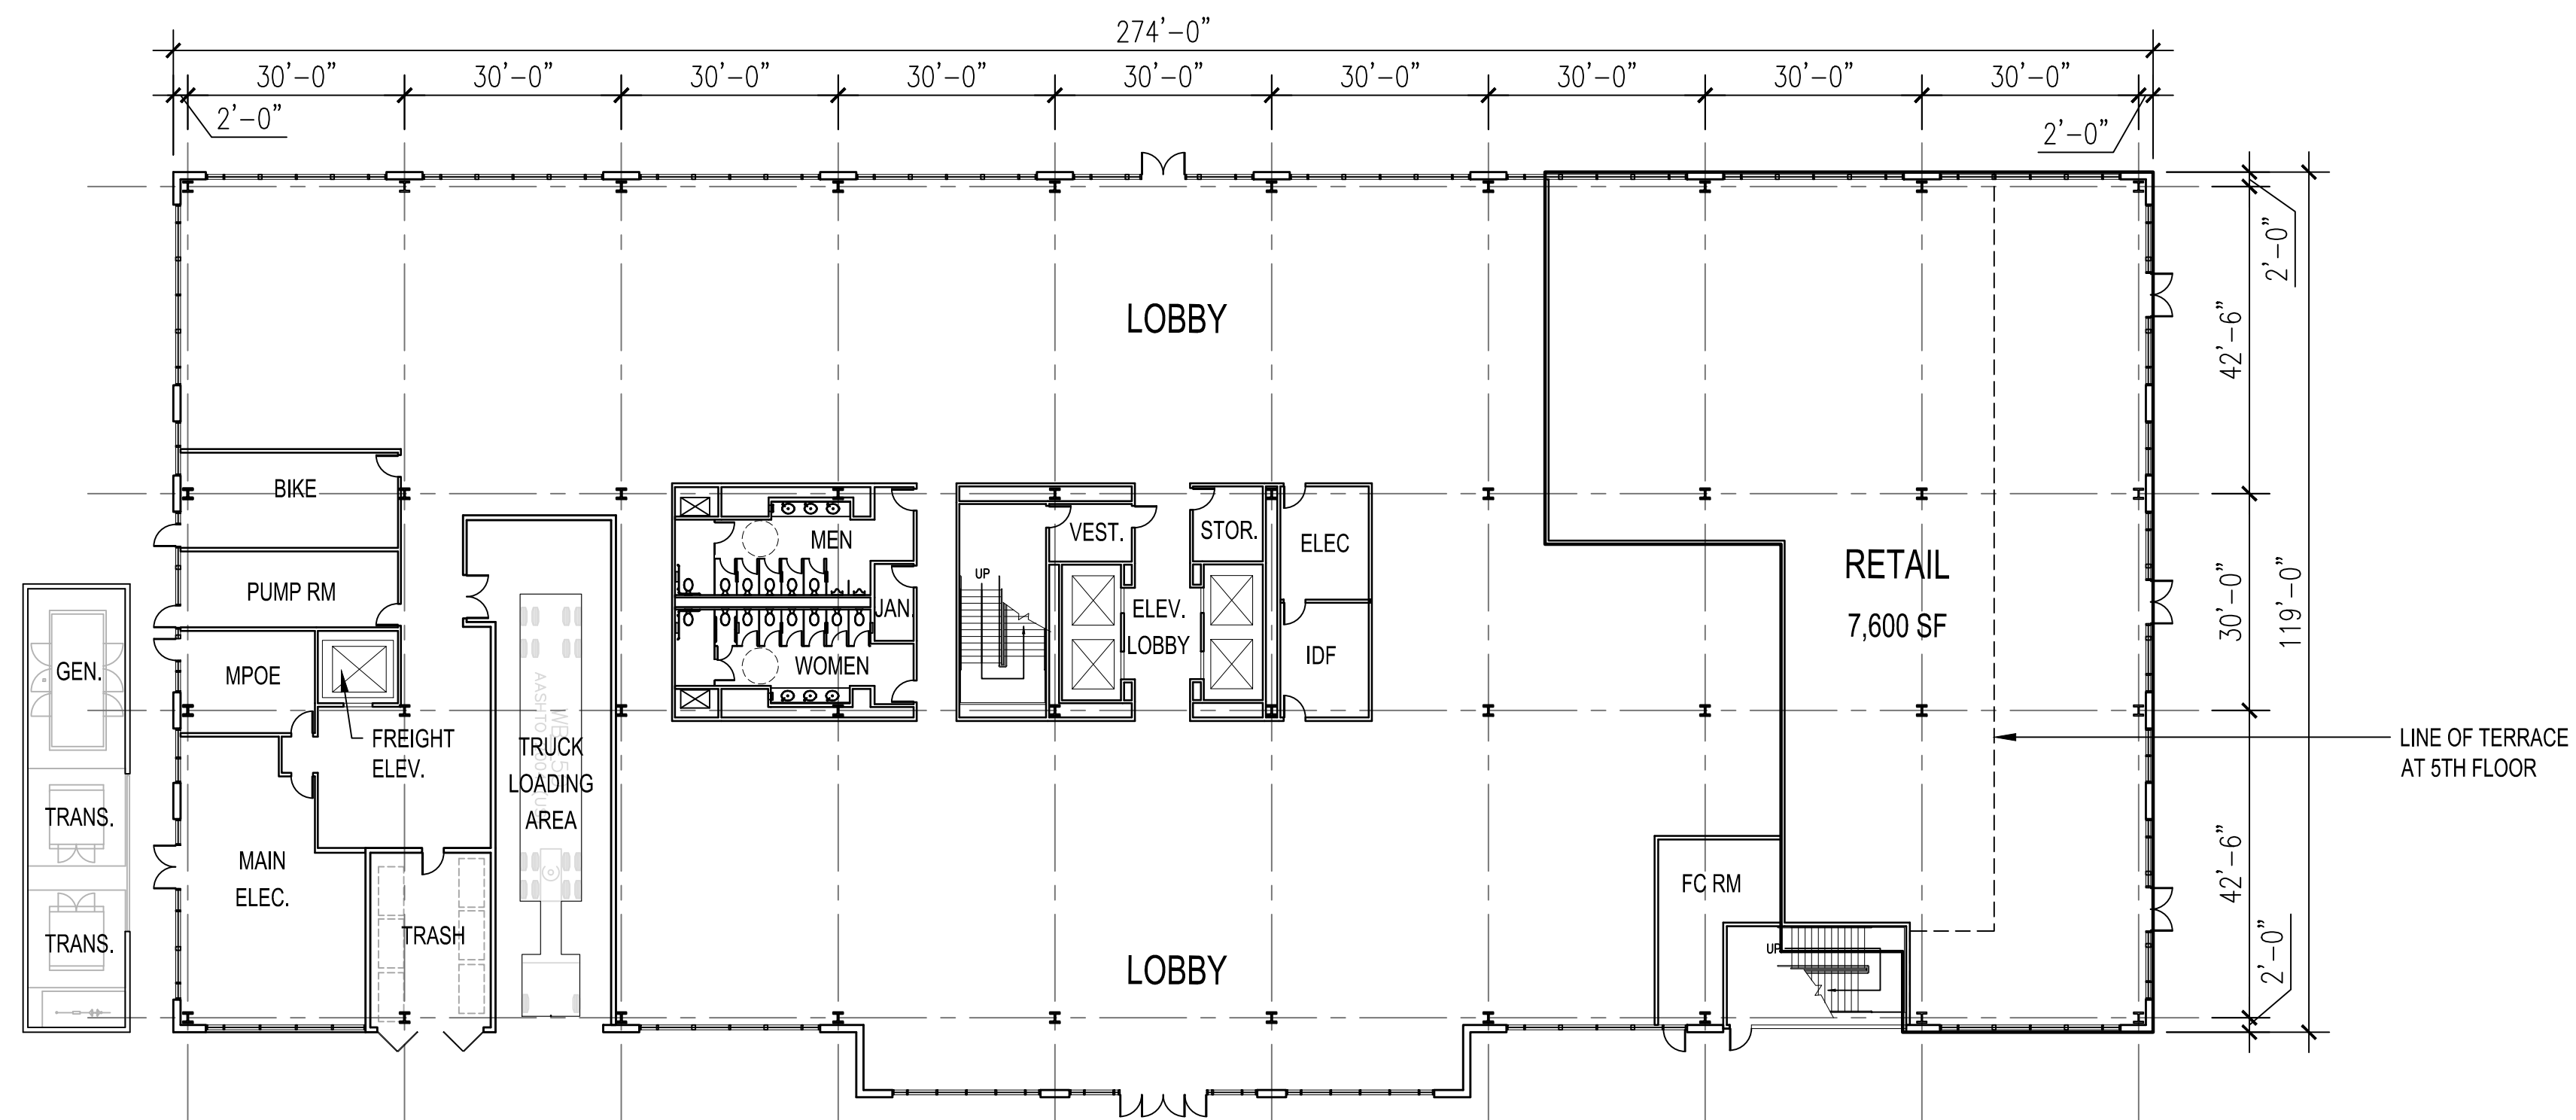 274'-0"
30'-0"
30'-0"
30'-0"
30'-0"
30'-0"
30'-0"
30'-0"
30'-0"
30'-0"
2'-0"
2'-0"
2'-0"
42'-6"
30'-0"
119'-0"
42'-6"
2'-0"
LOBBY
BIKE
PUMP RM
MPOE
FREIGHT
ELEV.
MAIN
ELEC.
TRASH
GEN.
TRANS.
TRANS.
TRUCK
LOADING
AREA
MEN
JAN.
WOMEN
UP
VEST.
STOR.
ELEV.
LOBBY
ELEC
IDF
RETAIL
7,600 SF
FC RM
UP
LOBBY
LINE OF TERRACE
AT 5TH FLOOR